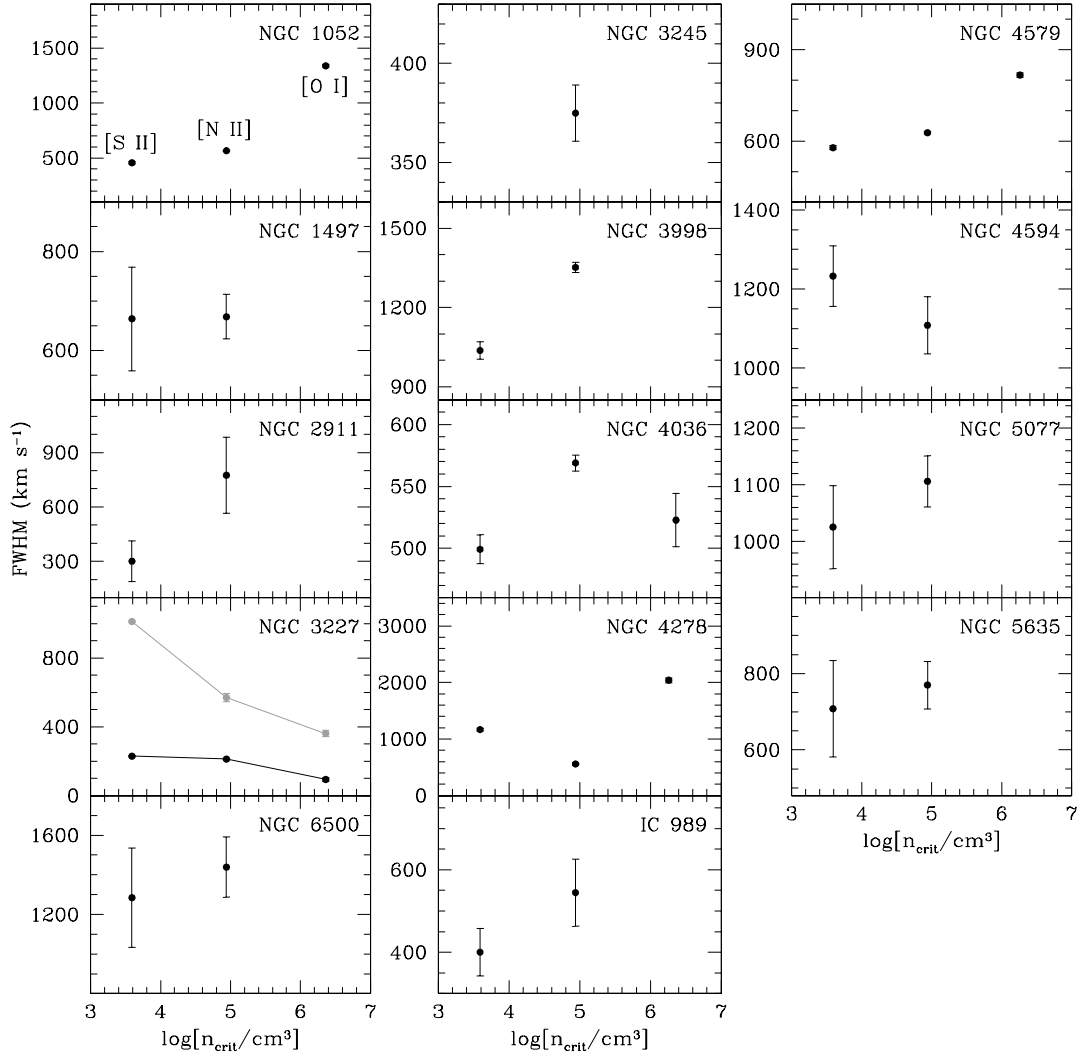 NGC 1052
1500
1000
500
[S II]
[N II]
[O I]
NGC 3245
400
350
NGC 4579
900
600
NGC 1497
800
600
NGC 3998
1500
1200
900
NGC 4594
1400
1200
1000
NGC 2911
900
600
300
NGC 4036
600
550
500
NGC 5077
1200
1100
1000
FWHM (km s⁻¹)
NGC 3227
800
400
0
NGC 4278
3000
2000
1000
0
NGC 5635
800
600
3 4 5 6 7
log[n_crit/cm³]
NGC 6500
1600
1200
3 4 5 6 7
log[n_crit/cm³]
IC 989
600
400
3 4 5 6 7
log[n_crit/cm³]